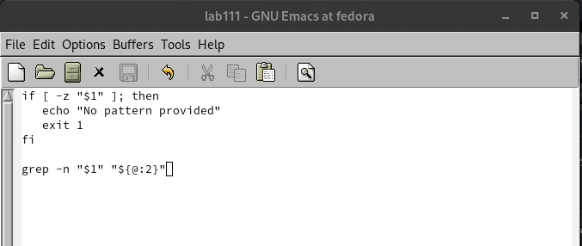 lab111 - GNU Emacs at fedora
File Edit Options Buffers Tools Help
if [ -z "$1" ]; then
   echo "No pattern provided"
   exit 1
fi

grep -n "$1" "${@:2}"